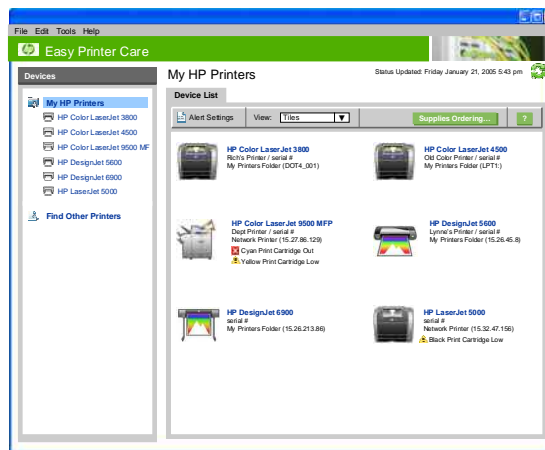 File Edit Tools Help
hp Easy Printer Care
Devices
My HP Printers
HP Color LaserJet 3800
HP Color LaserJet 4500
HP Color LaserJet 9500 MF
HP DesignJet 5600
HP DesignJet 6900
HP LaserJet 5000
Find Other Printers
My HP Printers
Status Updated: Friday January 21, 2005 5:43 pm
Device List
Alert Settings View: Tiles Supplies Ordering... ?
HP Color LaserJet 3800
Rich's Printer / serial #
My Printers Folder (DOT4_001)
HP Color LaserJet 4500
Old Color Printer / serial #
My Printers Folder (LPT1:)
HP Color LaserJet 9500 MFP
Dept Printer / serial #
Network Printer (15.27.86.129)
Cyan Print Cartridge Out
Yellow Print Cartridge Low
HP DesignJet 5600
Lynne's Printer / serial #
My Printers Folder (15.26.45.8)
HP DesignJet 6900
serial #
My Printers Folder (15.26.213.86)
HP LaserJet 5000
serial #
Network Printer (15.32.47.156)
Black Print Cartridge Low